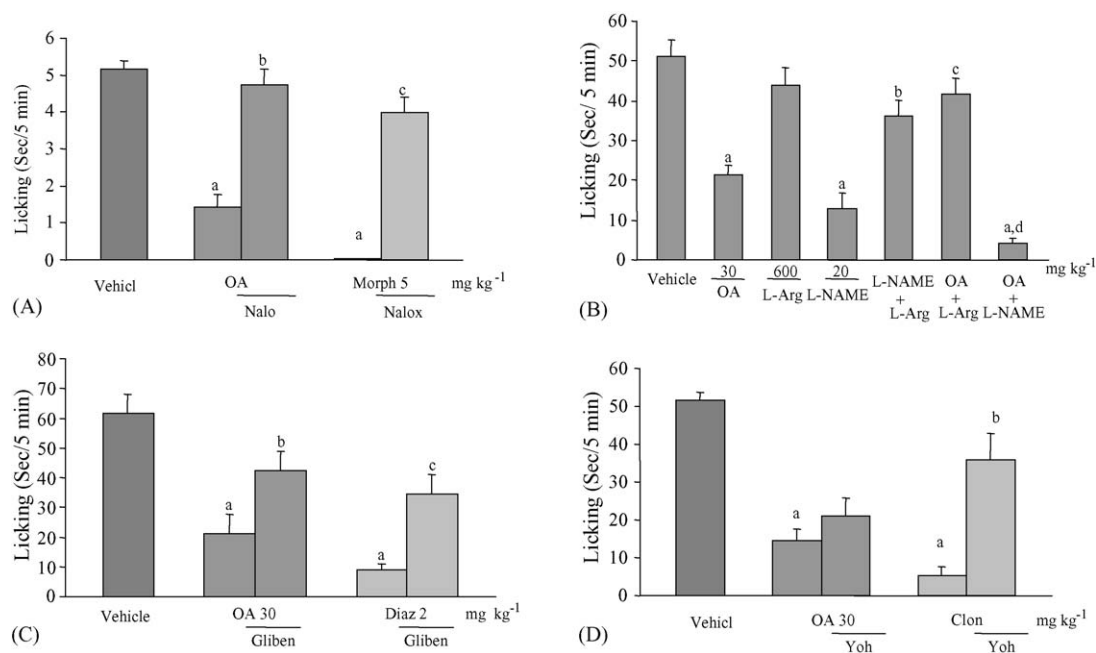 Licking (Sec/5 min)
6
5
4
3
2
1
0
a
b
a
c
Vehicl
OA
Morph 5
mg kg-1
Nalo
Nalox
(A)
Licking (Sec/ 5 min)
60
50
40
30
20
10
0
a
a
b
c
a,d
Vehicle
30
600
20
mg kg-1
OA
L-Arg
L-NAME
L-NAME
+
L-Arg
OA
+
L-Arg
OA
+
L-NAME
(B)
Licking (Sec/5 min)
80
70
60
50
40
30
20
10
0
a
b
a
c
Vehicle
OA 30
Diaz 2
mg kg-1
Gliben
Gliben
(C)
Licking (Sec/5 min)
60
50
40
30
20
10
0
a
a
b
Vehicl
OA 30
Clon
mg kg-1
Yoh
Yoh
(D)